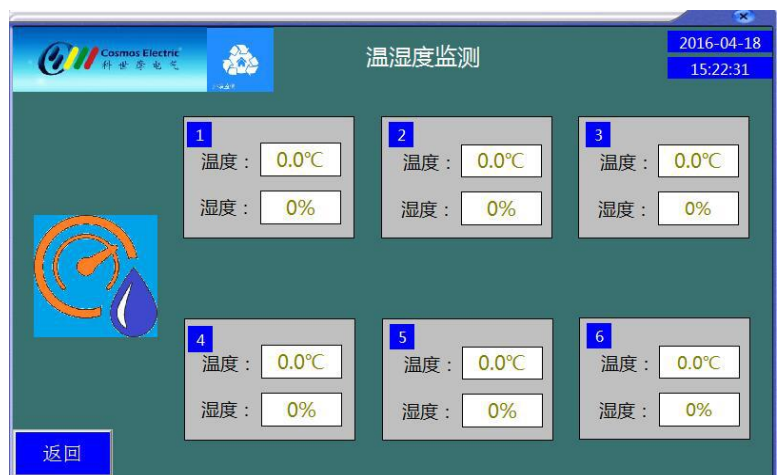 Cosmos Electric
科世荣电气
温湿度监测
2016-04-18
15:22:31
1
温度： 0.0℃
湿度： 0%
2
温度： 0.0℃
湿度： 0%
3
温度： 0.0℃
湿度： 0%
4
温度： 0.0℃
湿度： 0%
5
温度： 0.0℃
湿度： 0%
6
温度： 0.0℃
湿度： 0%
返回